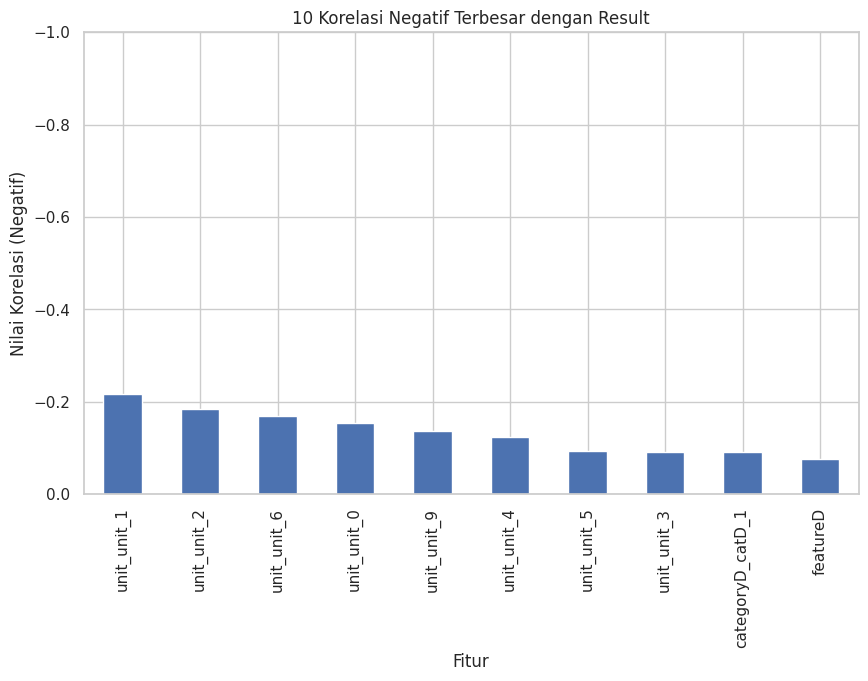 10 Korelasi Negatif Terbesar dengan Result
Nilai Korelasi (Negatif)
−1.0
−0.8
−0.6
−0.4
−0.2
0.0
unit_unit_1
unit_unit_2
unit_unit_6
unit_unit_0
unit_unit_9
unit_unit_4
unit_unit_5
unit_unit_3
categoryD_catD_1
featureD
Fitur